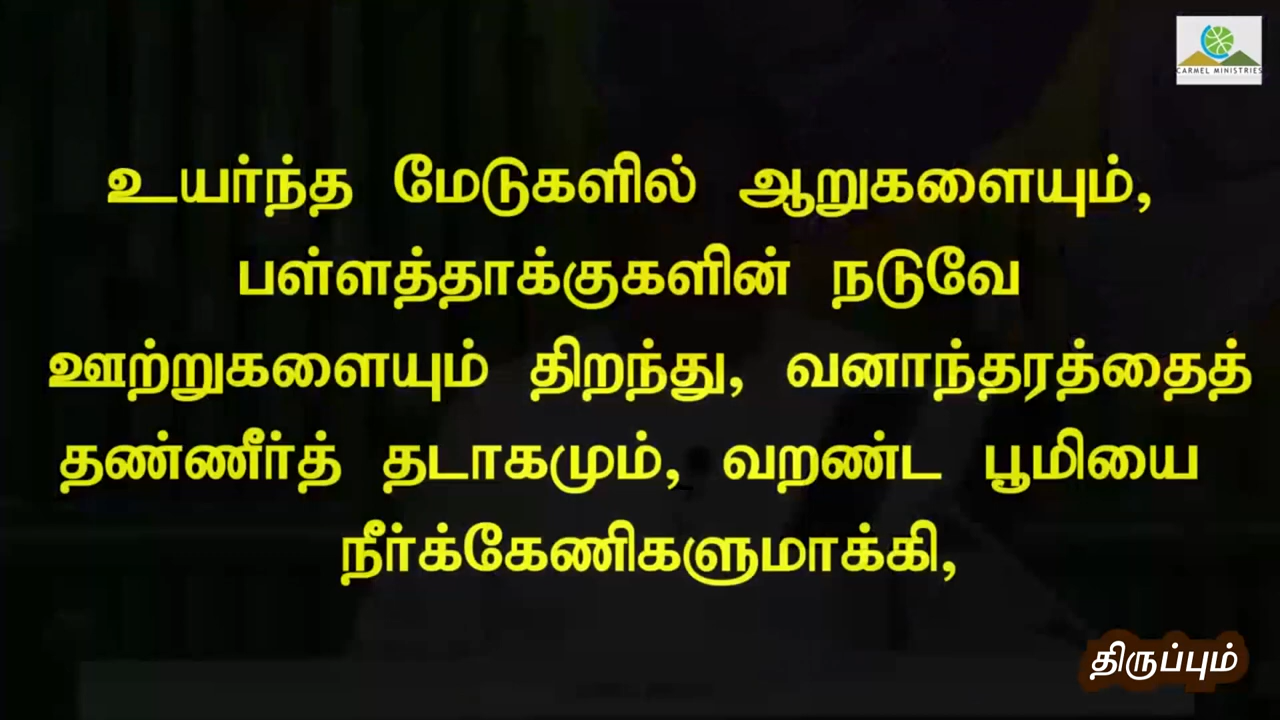 CARMEL MINISTRIES
உயர்ந்த மேடுகளில் ஆறுகளையும்,
பள்ளத்தாக்குகளின் நடுவே
ஊற்றுகளையும் திறந்து, வனாந்தரத்தைத்
தண்ணீர்த் தடாகமும், வறண்ட பூமியை
நீர்க்கேணிகளுமாக்கி,
திருப்பும்